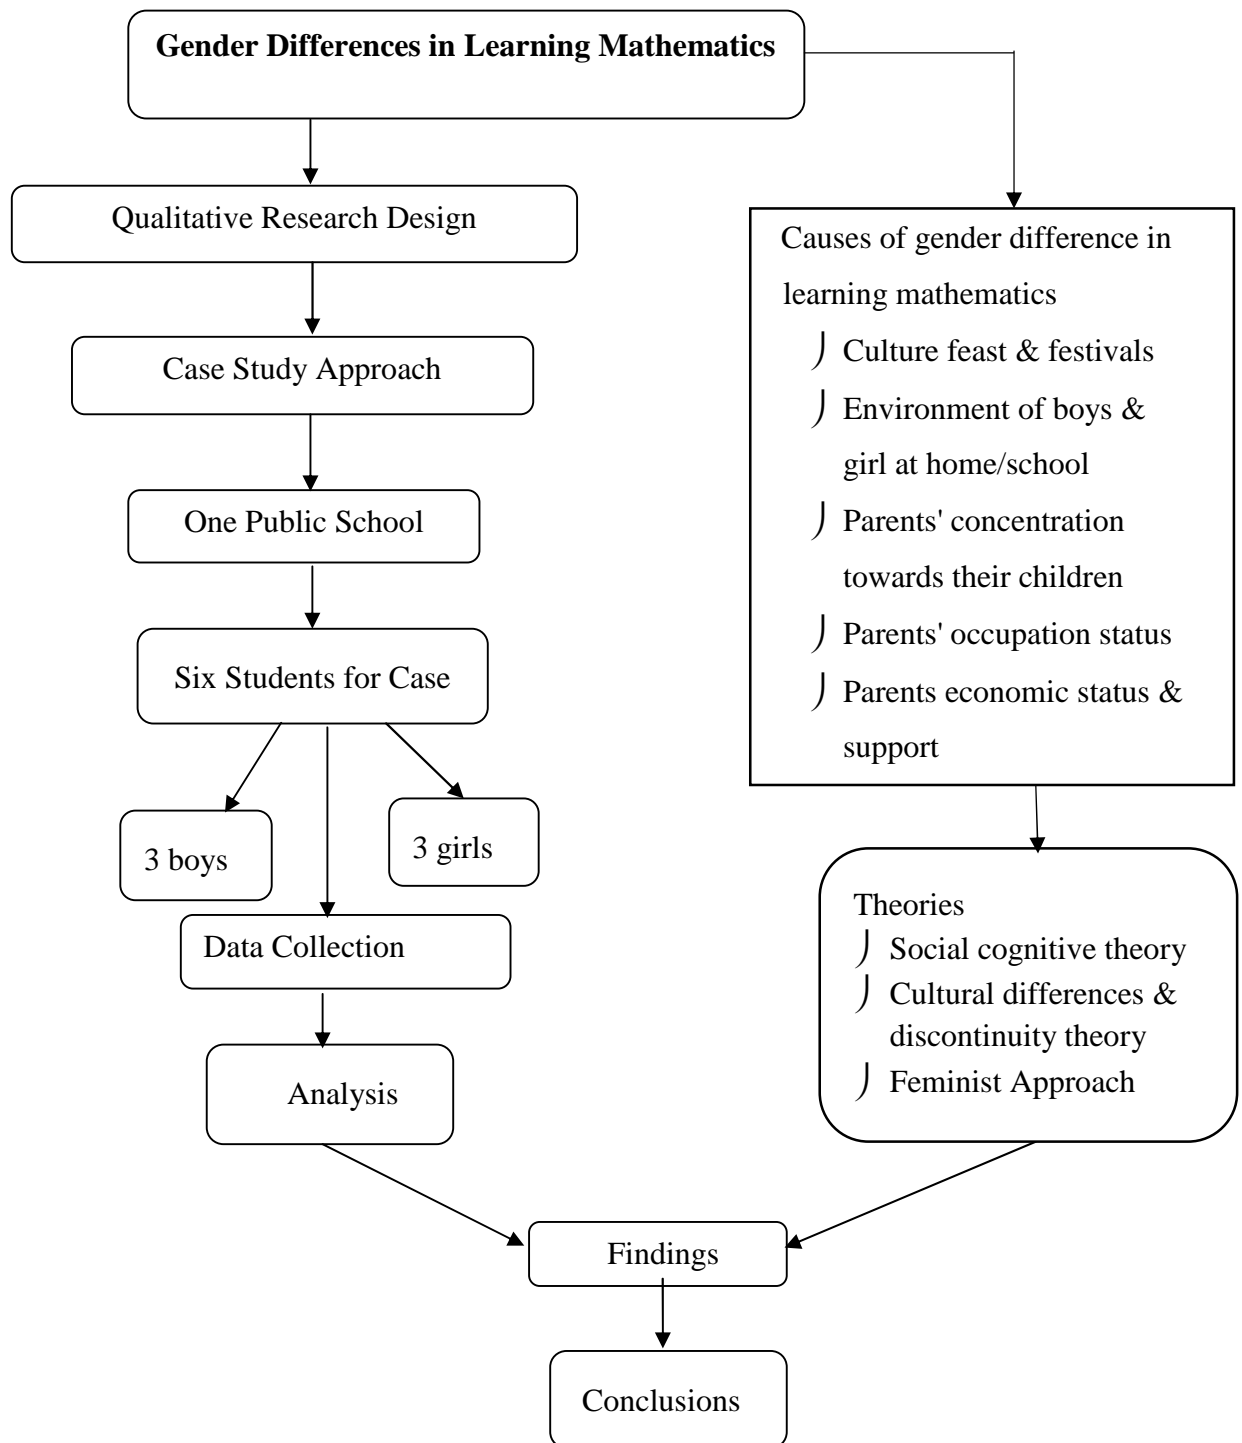 Gender Differences in Learning Mathematics
Qualitative Research Design
Case Study Approach
One Public School
Six Students for Case
3 boys
3 girls
Data Collection
Analysis
Causes of gender difference in
learning mathematics
Culture feast & festivals
Environment of boys &
girl at home/school
Parents' concentration
towards their children
Parents' occupation status
Parents economic status &
support
Theories
Social cognitive theory
Cultural differences &
discontinuity theory
Feminist Approach
Findings
Conclusions